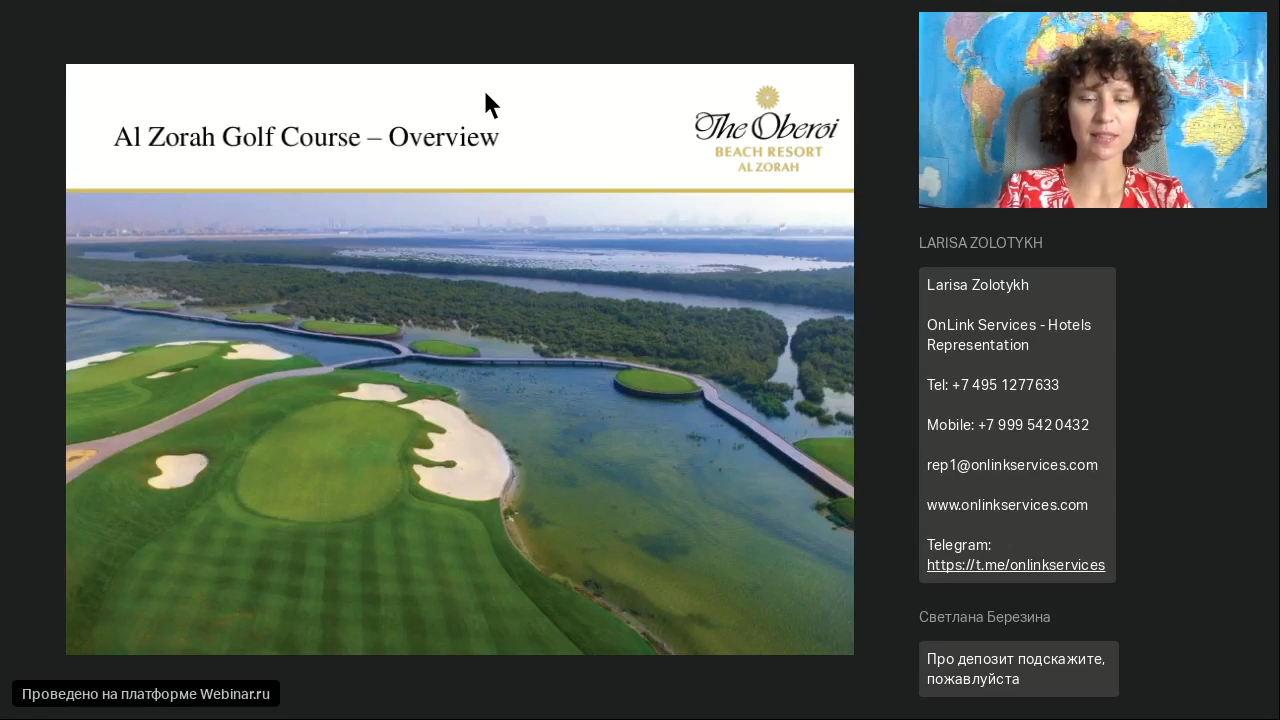 Al Zorah Golf Course – Overview
The Oberoi
BEACH RESORT
AL ZORAH
LARISA ZOLOTYKH
Larisa Zolotykh
OnLink Services - Hotels
Representation
Tel: +7 495 1277633
Mobile: +7 999 542 0432
rep1@onlinkservices.com
www.onlinkservices.com
Telegram:
https://t.me/onlinkservices
Светлана Березина
Про депозит подскажите,
пожавлуйста
Проведено на платформе Webinar.ru